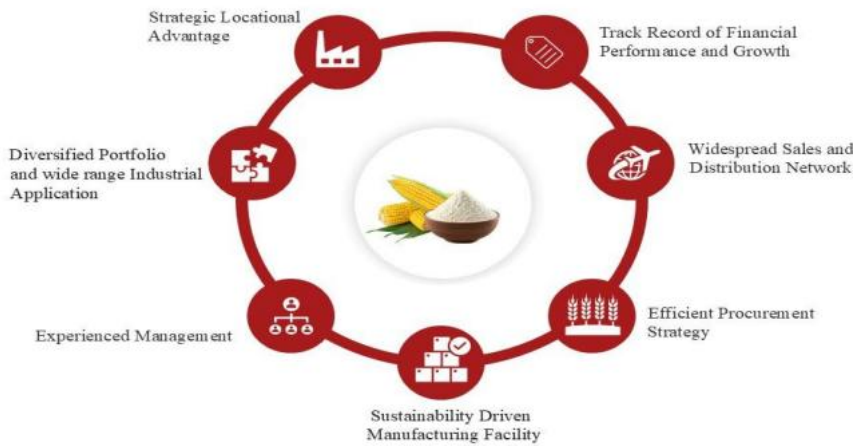 Strategic Locational
Advantage
Track Record of Financial
Performance and Growth
Diversified Portfolio
and wide range Industrial
Application
Widespread Sales and
Distribution Network
Experienced Management
Efficient Procurement
Strategy
Sustainability Driven
Manufacturing Facility